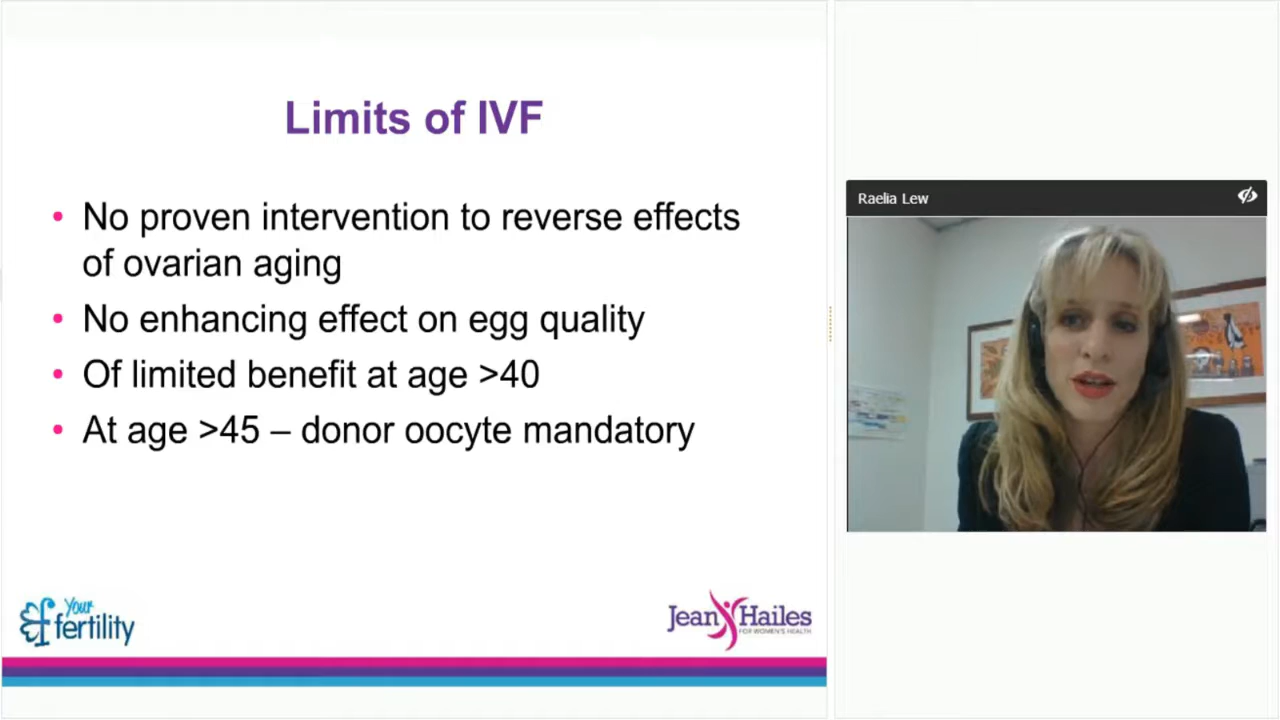 Limits of IVF
• No proven intervention to reverse effects
of ovarian aging
• No enhancing effect on egg quality
• Of limited benefit at age >40
• At age >45 – donor oocyte mandatory
Your
fertility
Jean Hailes
FOR WOMEN'S HEALTH
Raelia Lew